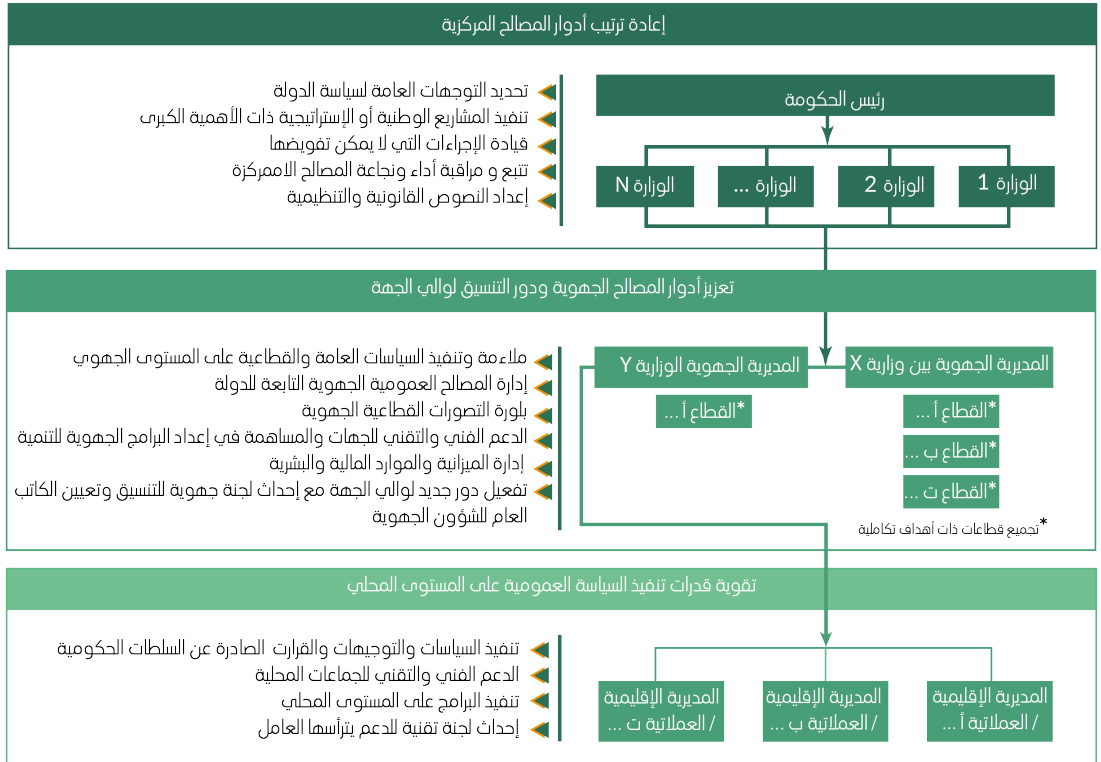 إعادة ترتيب أدوار المصالح المركزية
رئيس الحكومة
الوزارة 1
الوزارة 2
الوزارة ...
الوزارة N
تحديد التوجهات العامة لسياسة الدولة
تنفيذ المشاريع الوطنية أو الإستراتيجية ذات الأهمية الكبرى
قيادة الإجراءات التي لا يمكن تفويضها
تتبع و مراقبة أداء ونجاعة المصالح الاممركزة
إعداد النصوص القانونية والتنظيمية
تعزيز أدوار المصالح الجهوية ودور التنسيق لوالي الجهة
المديرية الجهوية بين وزارية X
*القطاع أ ...
*القطاع ب ...
*القطاع ت ...
*تجميع قطاعات ذات أهداف تكاملية
المديرية الجهوية الوزارية Y
*القطاع أ ...
ملاءمة وتنفيذ السياسات العامة والقطاعية على المستوى الجهوي
إدارة المصالح العمومية الجهوية التابعة للدولة
بلورة التصورات القطاعية الجهوية
الدعم الفني والتقني للجهات والمساهمة في إعداد البرامج الجهوية للتنمية
إدارة الميزانية والموارد المالية والبشرية
تفعيل دور جديد لوالي الجهة مع إحداث لجنة جهوية للتنسيق وتعيين الكاتب
العام للشؤون الجهوية
تقوية قدرات تنفيذ السياسة العمومية على المستوى المحلي
المديرية الإقليمية
/ العملاتية أ ...
المديرية الإقليمية
/ العملاتية ب ...
المديرية الإقليمية
/ العملاتية ت ...
تنفيذ السياسات والتوجيهات والقرارت الصادرة عن السلطات الحكومية
الدعم الفني والتقني للجماعات المحلية
تنفيذ البرامج على المستوى المحلي
إحداث لجنة تقنية للدعم يترأسها العامل